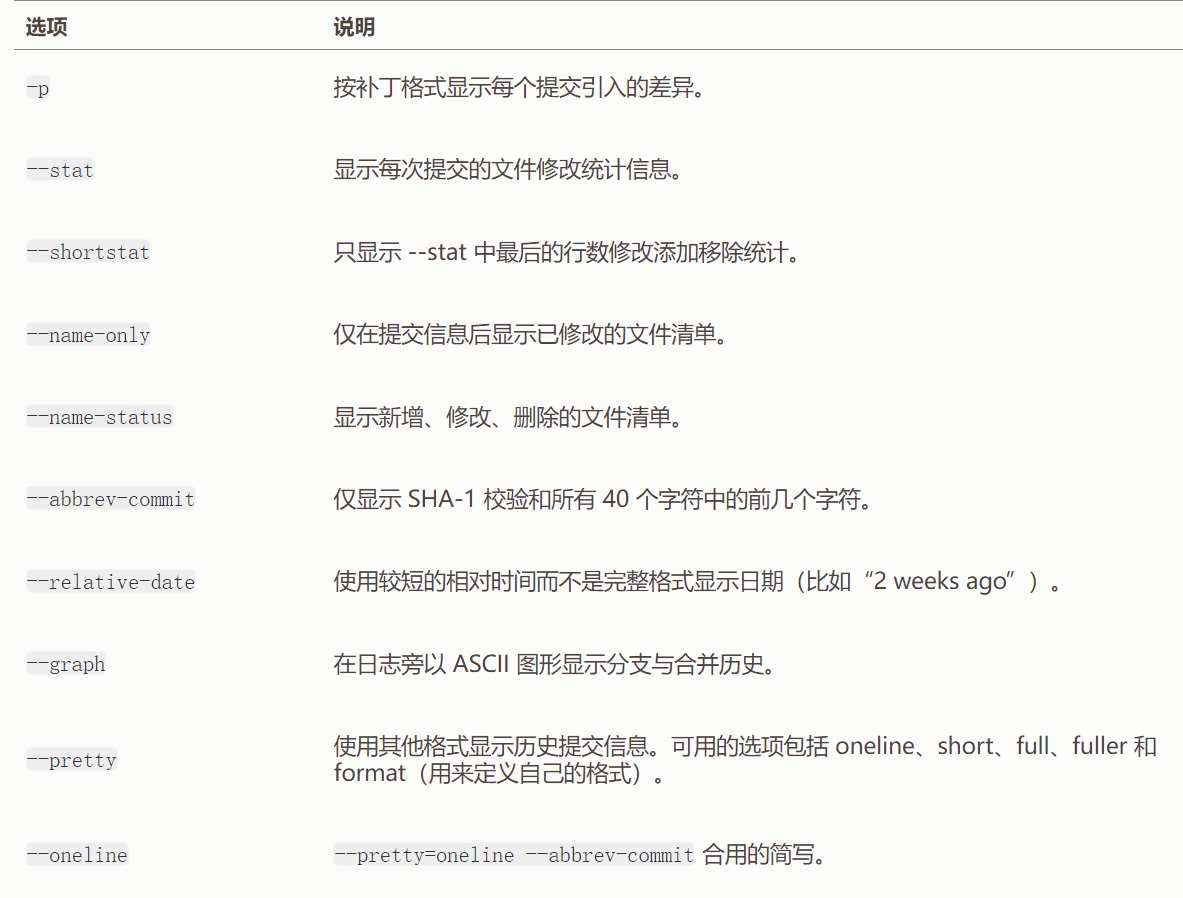 选项 说明
-p 按补丁格式显示每个提交引入的差异。
--stat 显示每次提交的文件修改统计信息。
--shortstat 只显示 --stat 中最后的行数修改添加移除统计。
--name-only 仅在提交信息后显示已修改的文件清单。
--name-status 显示新增、修改、删除的文件清单。
--abbrev-commit 仅显示 SHA-1 校验和所有 40 个字符中的前几个字符。
--relative-date 使用较短的相对时间而不是完整格式显示日期（比如“2 weeks ago”）。
--graph 在日志旁以 ASCII 图形显示分支与合并历史。
--pretty 使用其他格式显示历史提交信息。可用的选项包括 oneline、short、full、fuller 和
format（用来定义自己的格式）。
--oneline --pretty=oneline --abbrev-commit 合用的简写。